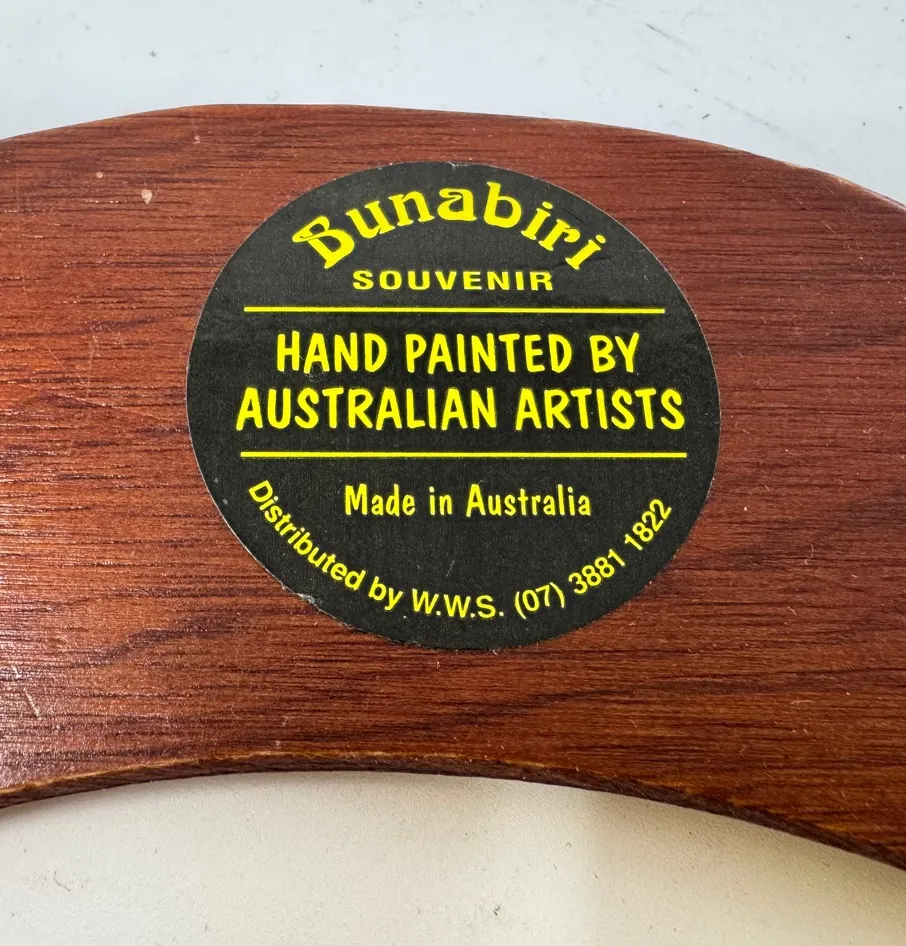 Bunabiri
SOUVENIR
HAND PAINTED BY
AUSTRALIAN ARTISTS
Made in Australia
Distributed by W.W.S. (07) 3881 1822